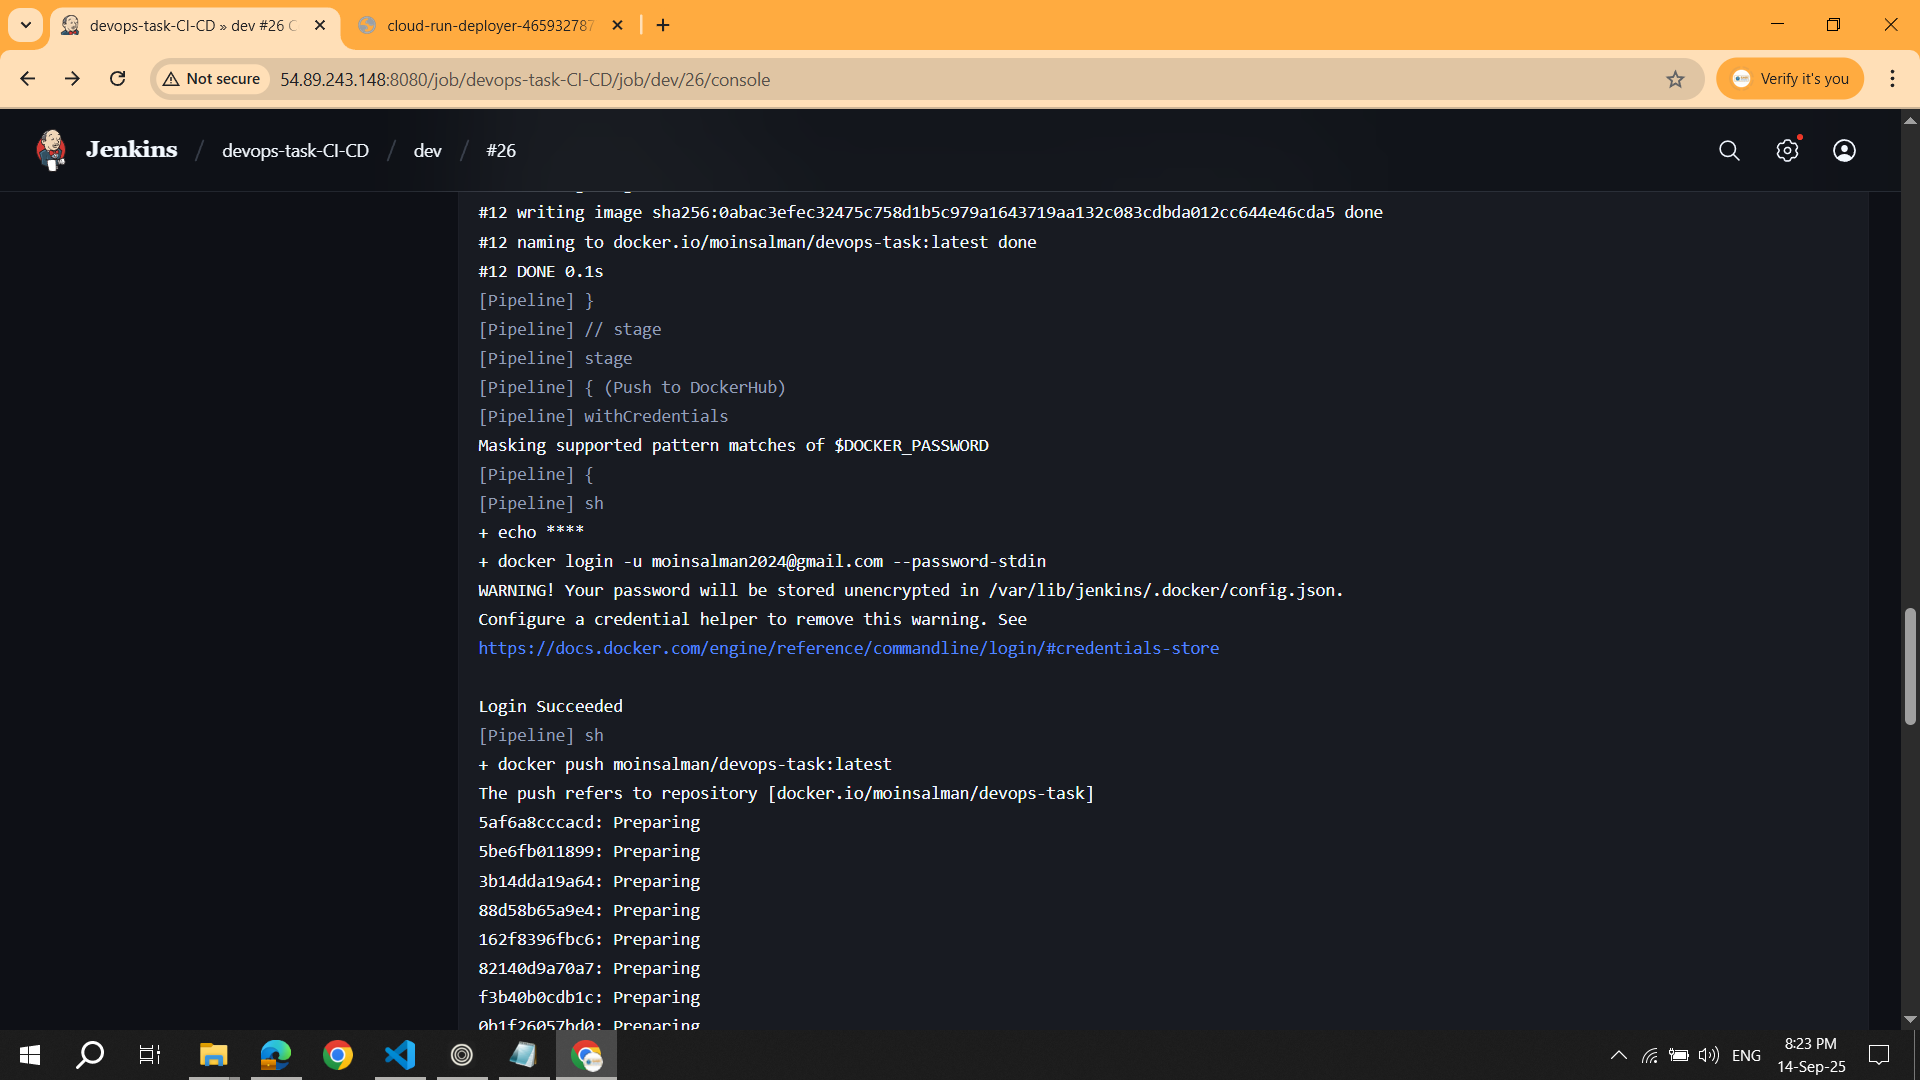 devops-task-CI-CD » dev #26 C
cloud-run-deployer-465932787
Not secure
54.89.243.148:8080/job/devops-task-CI-CD/job/dev/26/console
Verify it's you
Jenkins / devops-task-CI-CD / dev / #26
#12 writing image sha256:0abac3efec32475c758d1b5c979a1643719aa132c083cdbda012cc644e46cda5 done
#12 naming to docker.io/moinsalman/devops-task:latest done
#12 DONE 0.1s
[Pipeline] }
[Pipeline] // stage
[Pipeline] stage
[Pipeline] { (Push to DockerHub)
[Pipeline] withCredentials
Masking supported pattern matches of $DOCKER_PASSWORD
[Pipeline] {
[Pipeline] sh
+ echo ****
+ docker login -u moinsalman2024@gmail.com --password-stdin
WARNING! Your password will be stored unencrypted in /var/lib/jenkins/.docker/config.json.
Configure a credential helper to remove this warning. See
https://docs.docker.com/engine/reference/commandline/login/#credentials-store
Login Succeeded
[Pipeline] sh
+ docker push moinsalman/devops-task:latest
The push refers to repository [docker.io/moinsalman/devops-task]
5af6a8cccacd: Preparing
5be6fb011899: Preparing
3b14dda19a64: Preparing
88d58b65a9e4: Preparing
162f8396fbc6: Preparing
82140d9a70a7: Preparing
f3b40b0cdb1c: Preparing
0b1f26057bd0: Preparing
ENG
8:23 PM
14-Sep-25